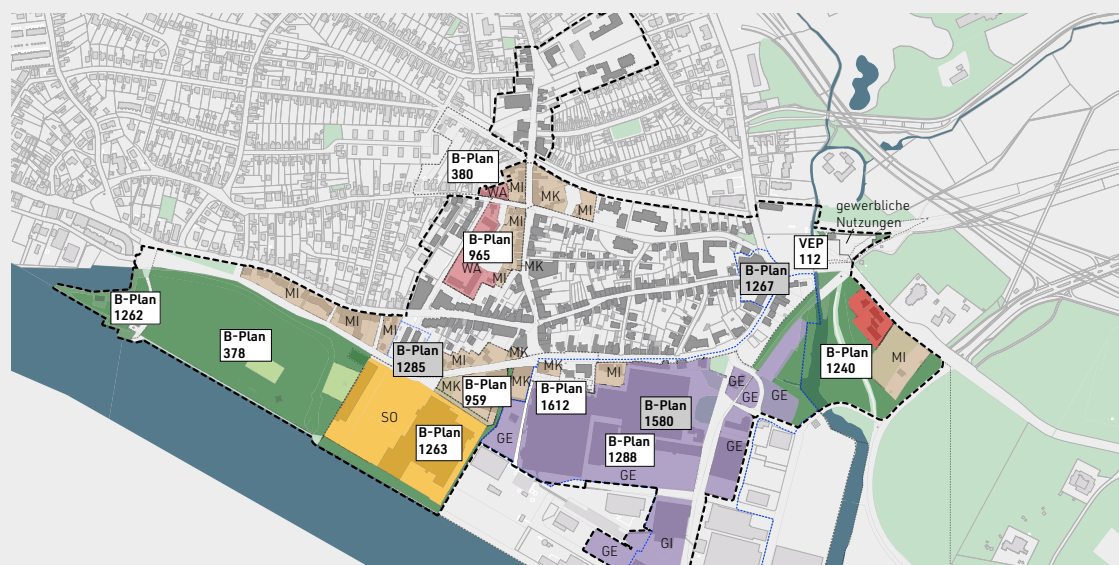 B-Plan
380
WA
MI
MK
MI
MI
gewerbliche
Nutzungen
B-Plan
965
WA
MI
MK
VEP
112
B-Plan
1267
B-Plan
1262
MI
B-Plan
378
MI
MI
B-Plan
1285
MI
MK
MK
B-Plan
959
MK
MK
B-Plan
1612
MI
GE
GE
GE
B-Plan
1240
MI
SO
B-Plan
1263
GE
B-Plan
1580
B-Plan
1288
GE
GE
GE
GI